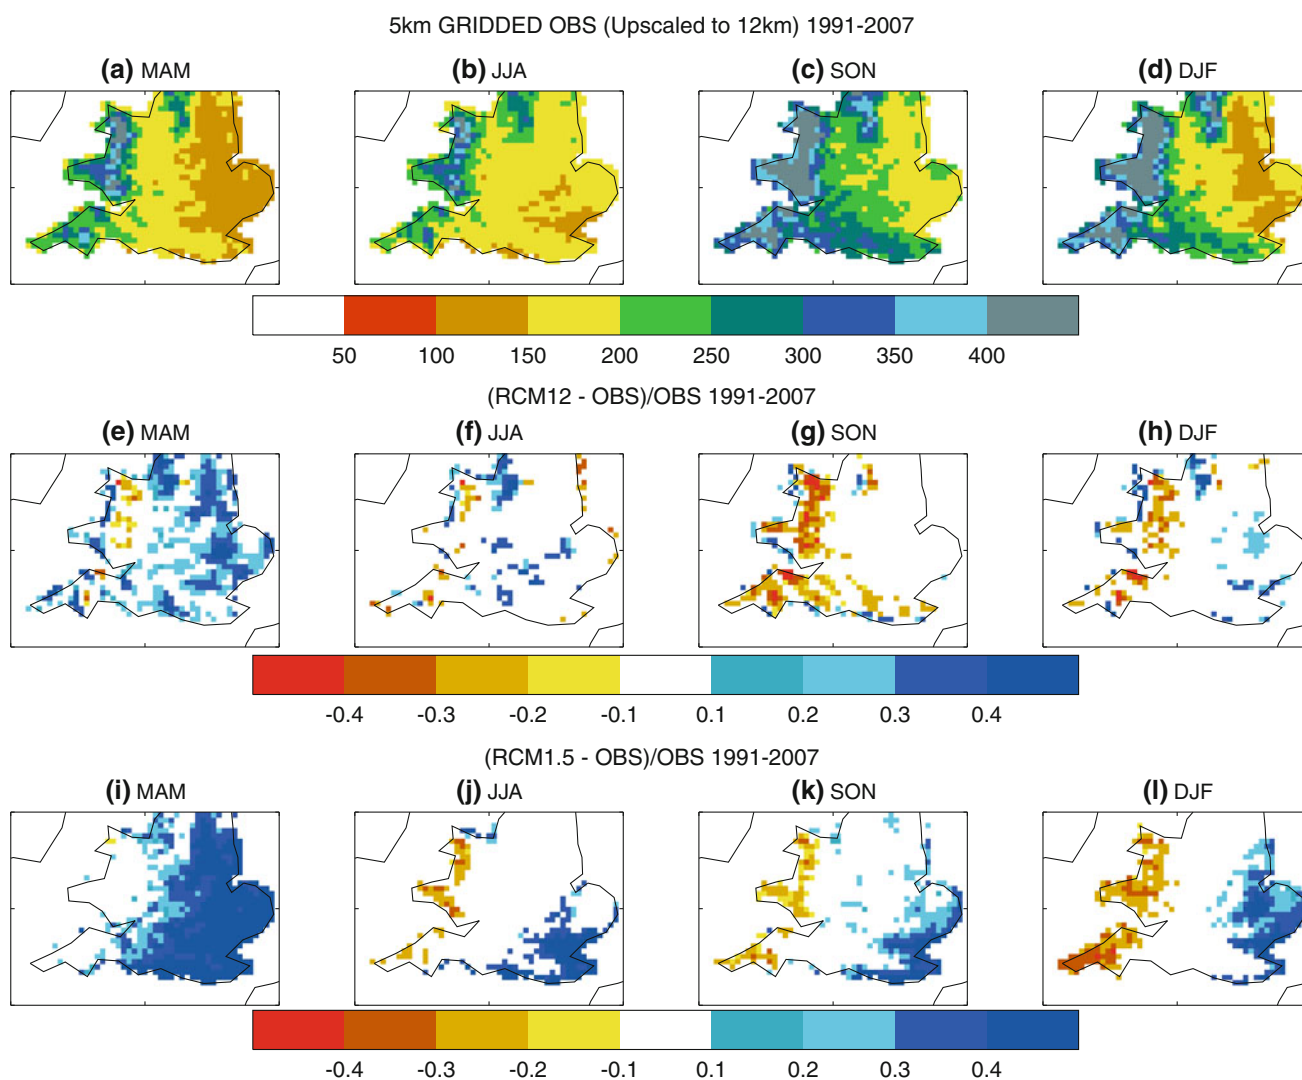 5km GRIDDED OBS (Upscaled to 12km) 1991-2007
(a) MAM
(b) JJA
(c) SON
(d) DJF
50 100 150 200 250 300 350 400
(RCM12 - OBS)/OBS 1991-2007
(e) MAM
(f) JJA
(g) SON
(h) DJF
-0.4 -0.3 -0.2 -0.1 0.1 0.2 0.3 0.4
(RCM1.5 - OBS)/OBS 1991-2007
(i) MAM
(j) JJA
(k) SON
(l) DJF
-0.4 -0.3 -0.2 -0.1 0.1 0.2 0.3 0.4